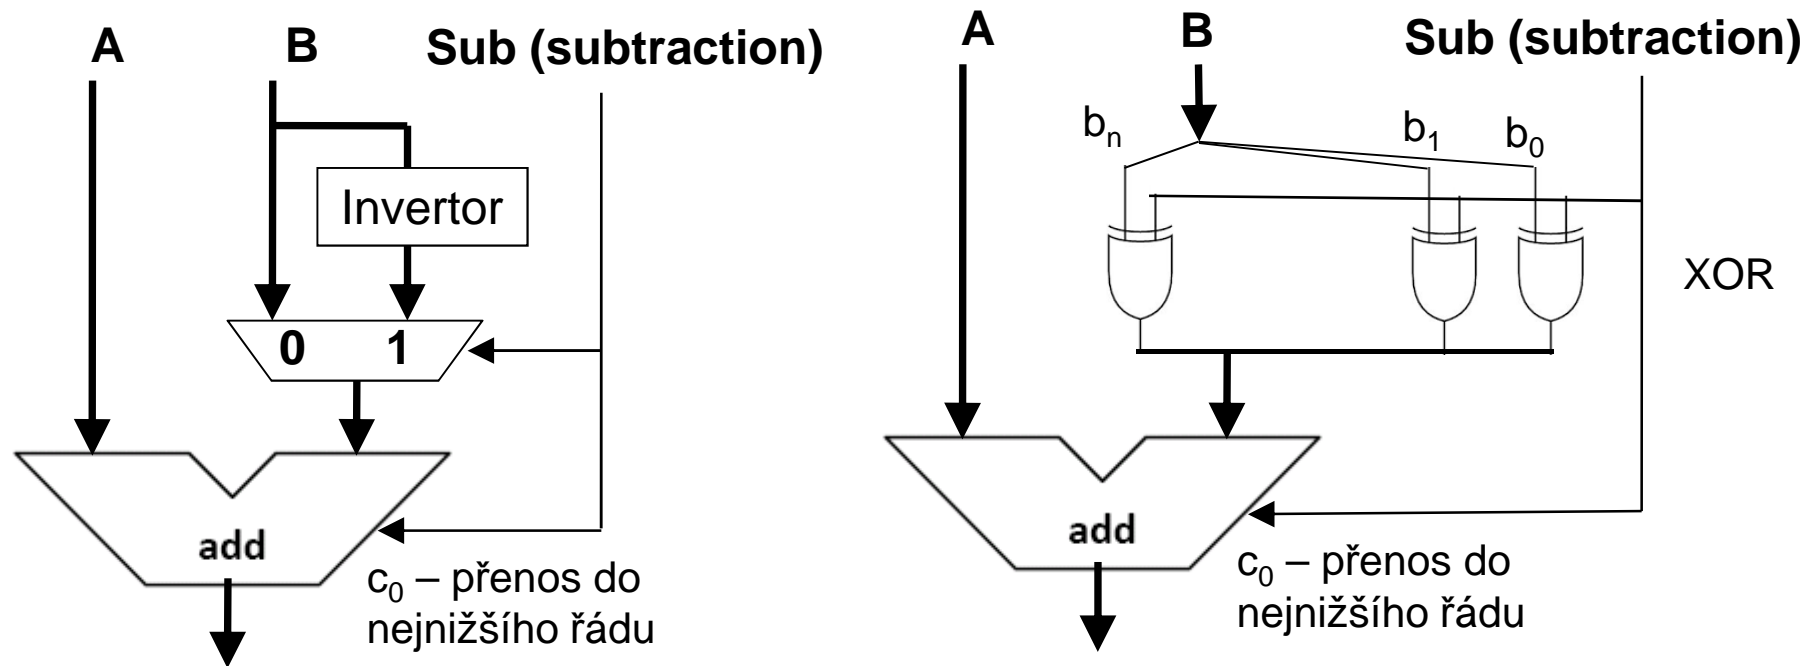 A
B
Sub (subtraction)
Invertor
0 1
add
c₀ – přenos do
nejnižšího řádu
A
B
Sub (subtraction)
bₙ
b₁
b₀
XOR
add
c₀ – přenos do
nejnižšího řádu